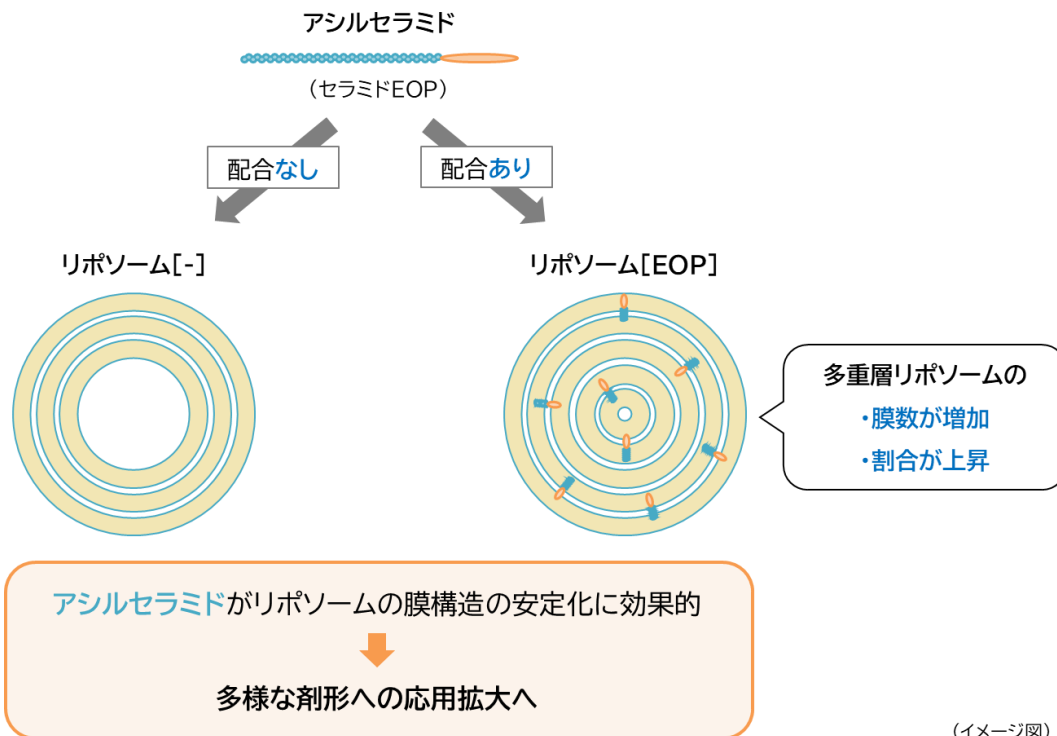 アシルセラミド
（セラミドEOP）
配合なし
配合あり
リポソーム[-]
リポソーム[EOP]
多重層リポソームの
・膜数が増加
・割合が上昇
アシルセラミドがリポソームの膜構造の安定化に効果的
多様な剤形への応用拡大へ
（イメージ図）